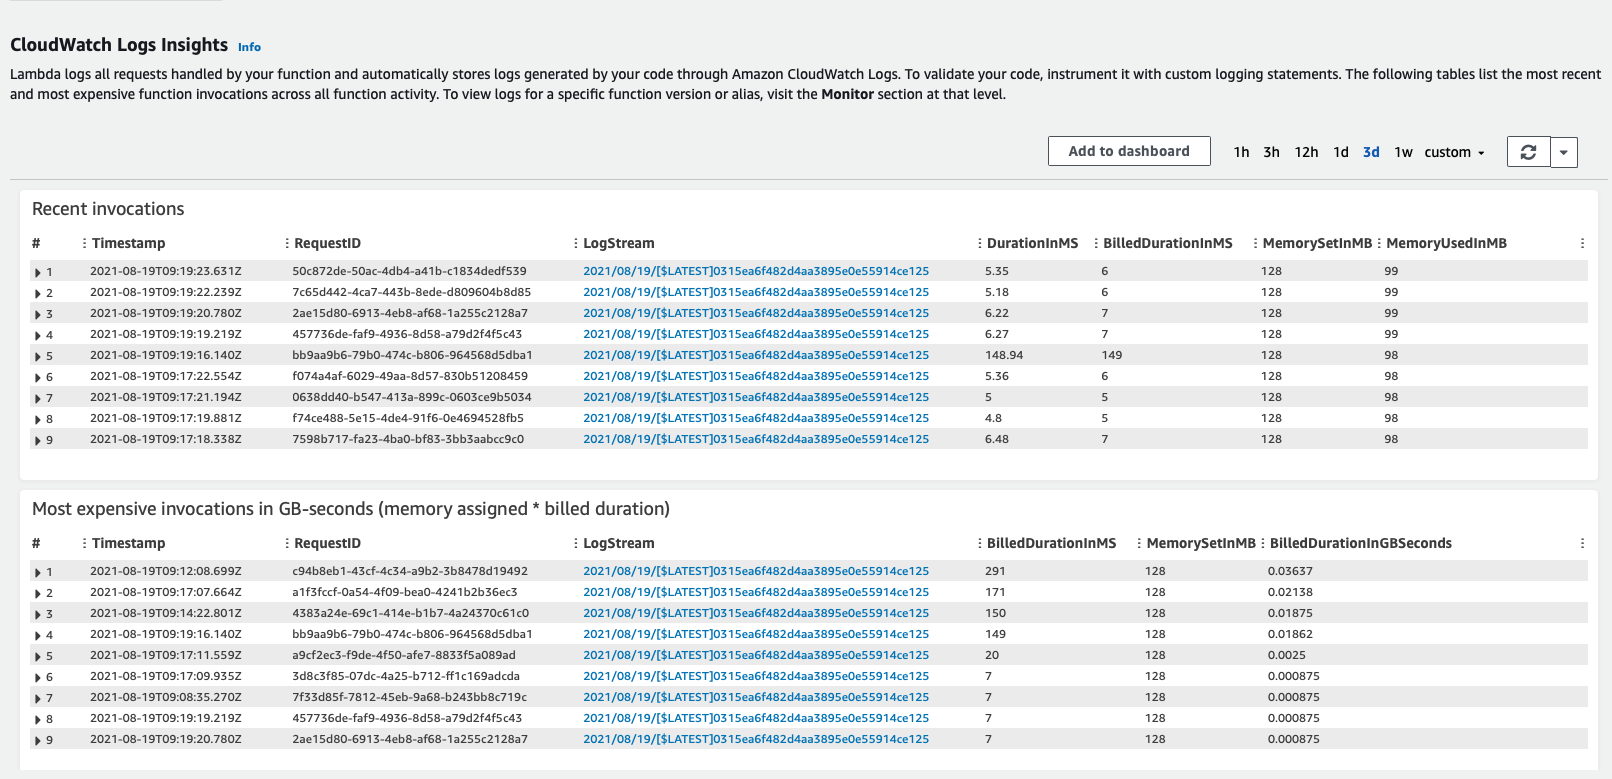 CloudWatch Logs Insights Info
Lambda logs all requests handled by your function and automatically stores logs generated by your code through Amazon CloudWatch Logs. To validate your code, instrument it with custom logging statements. The following tables list the most recent
and most expensive function invocations across all function activity. To view logs for a specific function version or alias, visit the Monitor section at that level.
Add to dashboard 1h 3h 12h 1d 3d 1w custom
Recent invocations
# Timestamp RequestID LogStream DurationInMS BilledDurationInMS MemorySetInMB MemoryUsedInMB
1 2021-08-19T09:19:23.631Z 50c872de-50ac-4db4-a41b-c1834dedf539 2021/08/19/[$LATEST]0315ea6f482d4aa3895e0e55914ce125 5.35 6 128 99
2 2021-08-19T09:19:22.239Z 7c65d442-4ca7-443b-8ede-d809604b8d85 2021/08/19/[$LATEST]0315ea6f482d4aa3895e0e55914ce125 5.18 6 128 99
3 2021-08-19T09:19:20.780Z 2ae15d80-6913-4eb8-af68-1a255c2128a7 2021/08/19/[$LATEST]0315ea6f482d4aa3895e0e55914ce125 6.22 7 128 99
4 2021-08-19T09:19:19.219Z 457736de-faf9-4936-8d58-a79d2f4f5c43 2021/08/19/[$LATEST]0315ea6f482d4aa3895e0e55914ce125 6.27 7 128 99
5 2021-08-19T09:19:16.140Z bb9aa9b6-79b0-474c-b806-964568d5dba1 2021/08/19/[$LATEST]0315ea6f482d4aa3895e0e55914ce125 148.94 149 128 98
6 2021-08-19T09:17:22.554Z f074a4af-6029-49aa-8d57-830b51208459 2021/08/19/[$LATEST]0315ea6f482d4aa3895e0e55914ce125 5.36 6 128 98
7 2021-08-19T09:17:21.194Z 0638dd40-b547-413a-899c-0603ce9b5034 2021/08/19/[$LATEST]0315ea6f482d4aa3895e0e55914ce125 5 5 128 98
8 2021-08-19T09:17:19.881Z f74ce488-5e15-4de4-91f6-0e4694528fb5 2021/08/19/[$LATEST]0315ea6f482d4aa3895e0e55914ce125 4.8 5 128 98
9 2021-08-19T09:17:18.338Z 7598b717-fa23-4ba0-bf83-3bb3aabcc9c0 2021/08/19/[$LATEST]0315ea6f482d4aa3895e0e55914ce125 6.48 7 128 98
Most expensive invocations in GB-seconds (memory assigned * billed duration)
# Timestamp RequestID LogStream BilledDurationInMS MemorySetInMB BilledDurationInGBSeconds
1 2021-08-19T09:12:08.699Z c94b8eb1-43cf-4c34-a9b2-3b8478d19492 2021/08/19/[$LATEST]0315ea6f482d4aa3895e0e55914ce125 291 128 0.03637
2 2021-08-19T09:17:07.664Z a1f3fccf-0a54-4f09-bea0-4241b2b36ec3 2021/08/19/[$LATEST]0315ea6f482d4aa3895e0e55914ce125 171 128 0.02138
3 2021-08-19T09:14:22.801Z 4383a24e-69c1-414e-b1b7-4a24370c61c0 2021/08/19/[$LATEST]0315ea6f482d4aa3895e0e55914ce125 150 128 0.01875
4 2021-08-19T09:19:16.140Z bb9aa9b6-79b0-474c-b806-964568d5dba1 2021/08/19/[$LATEST]0315ea6f482d4aa3895e0e55914ce125 149 128 0.01862
5 2021-08-19T09:17:11.559Z a9cf2ec3-f9de-4f50-afe7-8833f5a089ad 2021/08/19/[$LATEST]0315ea6f482d4aa3895e0e55914ce125 20 128 0.0025
6 2021-08-19T09:17:09.935Z 3d8c3f85-07dc-4a25-b712-ff1c169adcda 2021/08/19/[$LATEST]0315ea6f482d4aa3895e0e55914ce125 7 128 0.000875
7 2021-08-19T09:08:35.270Z 7f33d85f-7812-45eb-9a68-b243bb8c719c 2021/08/19/[$LATEST]0315ea6f482d4aa3895e0e55914ce125 7 128 0.000875
8 2021-08-19T09:19:19.219Z 457736de-faf9-4936-8d58-a79d2f4f5c43 2021/08/19/[$LATEST]0315ea6f482d4aa3895e0e55914ce125 7 128 0.000875
9 2021-08-19T09:19:20.780Z 2ae15d80-6913-4eb8-af68-1a255c2128a7 2021/08/19/[$LATEST]0315ea6f482d4aa3895e0e55914ce125 7 128 0.000875